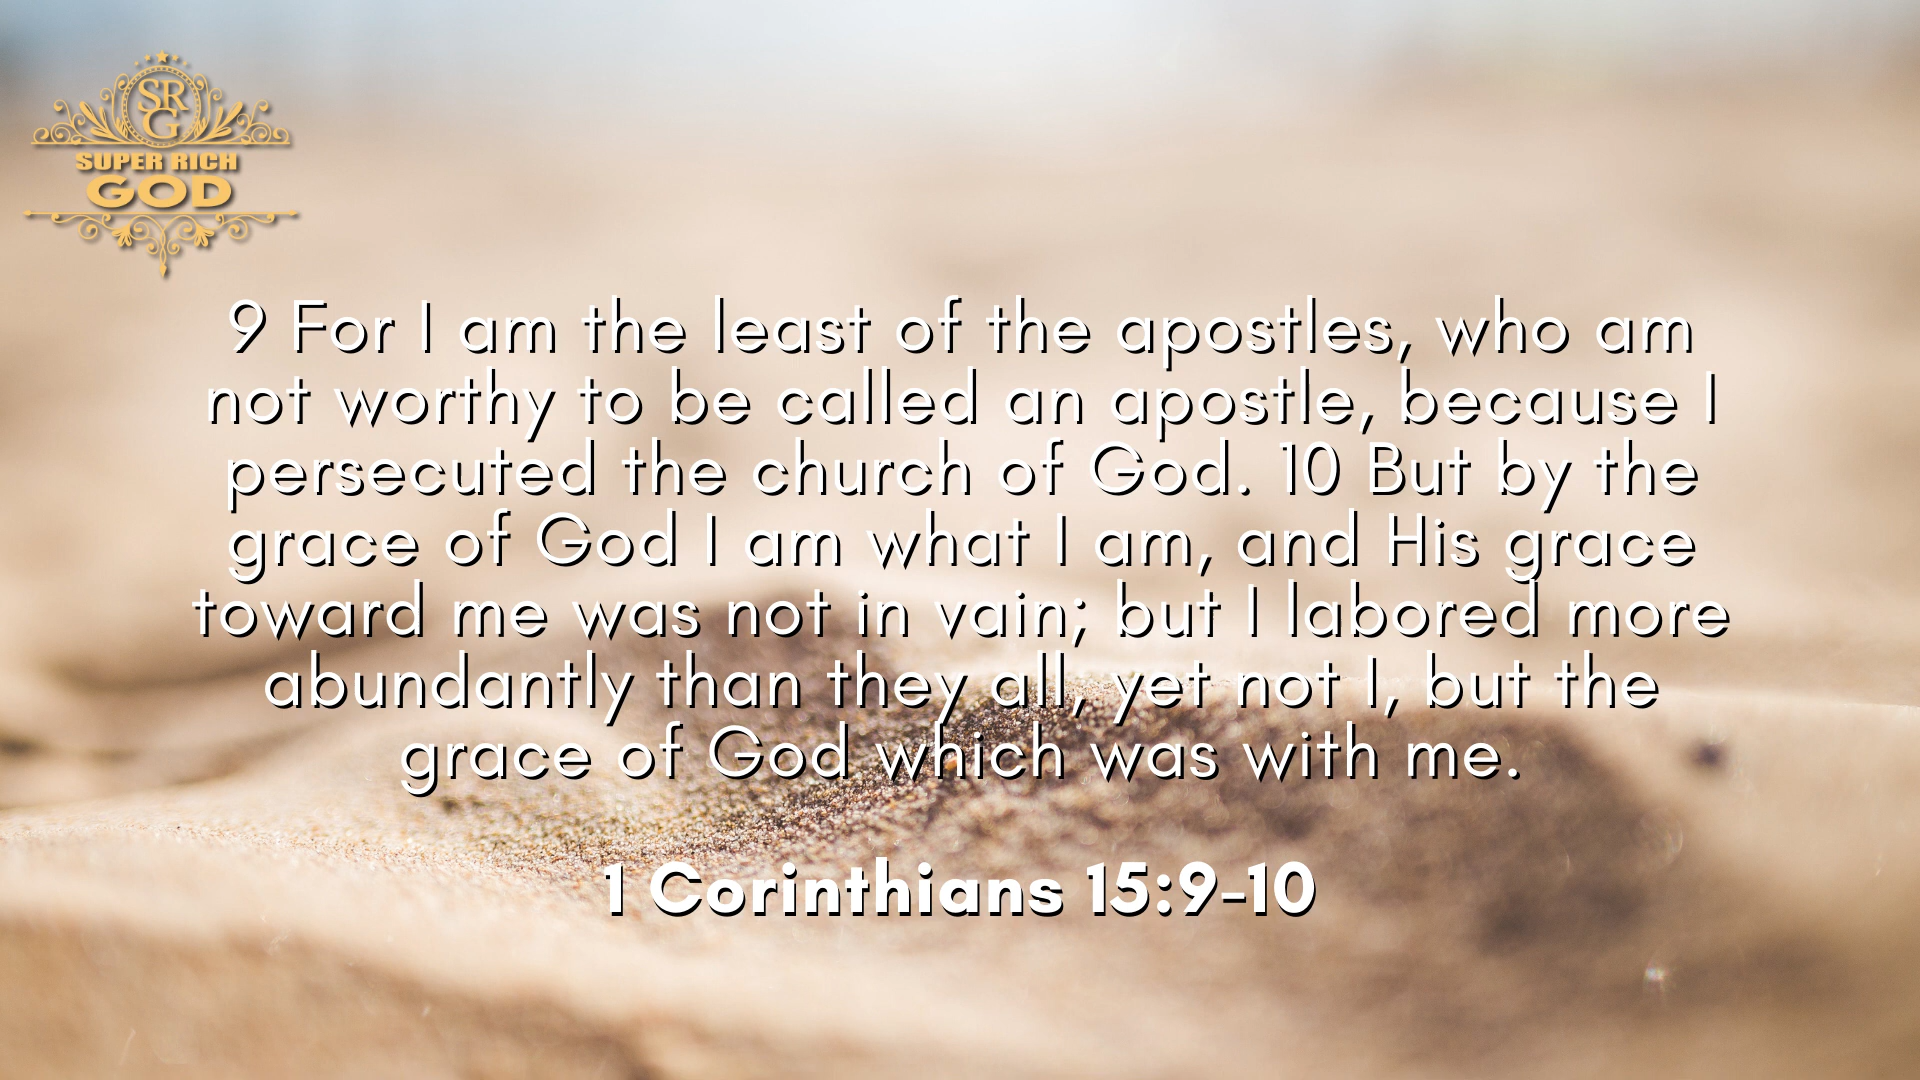 SRG
SUPER RICH
GOD
9 For I am the least of the apostles, who am
not worthy to be called an apostle, because I
persecuted the church of God. 10 But by the
grace of God I am what I am, and His grace
toward me was not in vain; but I labored more
abundantly than they all, yet not I, but the
grace of God which was with me.
1 Corinthians 15:9-10